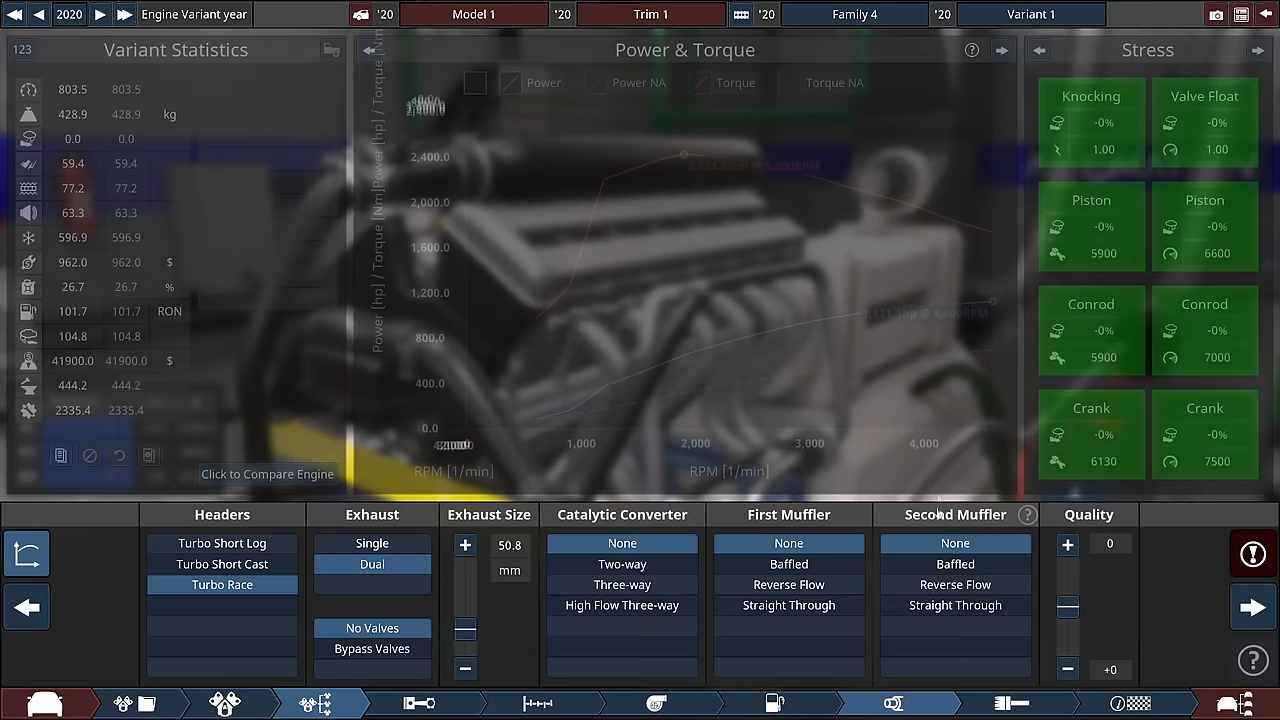 2020 Engine Variant year '20 Model 1 '20 Trim 1 '20 Family 4 '20 Variant 1
123 Variant Statistics
803.5 803.5
428.9 428.9 kg
0.0 0.0
59.4 59.4
77.2 77.2
63.3 63.3
596.9 596.9
962.0 962.0 $
26.7 26.7 %
101.7 101.7 RON
104.8 104.8
41900.0 41900.0 $
444.2 444.2
2335.4 2335.4
Click to Compare Engine
Power & Torque ?
Power Power NA Torque Torque NA
Power [hp] / Torque [Nm]
2,400.0
2,000.0
1,600.0
1,200.0
800.0
400.0
0.0
1,000 2,000 3,000 4,000
RPM [1/min] RPM [1/min]
Stress
Knocking Valve Float
-0% -0%
1.00 1.00
Piston Piston
-0% -0%
5900 6600
Conrod Conrod
-0% -0%
5900 7000
Crank Crank
-0% -0%
6130 7500
Headers
Turbo Short Log
Turbo Short Cast
Turbo Race
Exhaust
Single
Dual
No Valves
Bypass Valves
Exhaust Size
+ 50.8
mm
Catalytic Converter
None
Two-way
Three-way
High Flow Three-way
First Muffler
None
Baffled
Reverse Flow
Straight Through
Second Muffler ?
None
Baffled
Reverse Flow
Straight Through
Quality
+ 0
+0
?